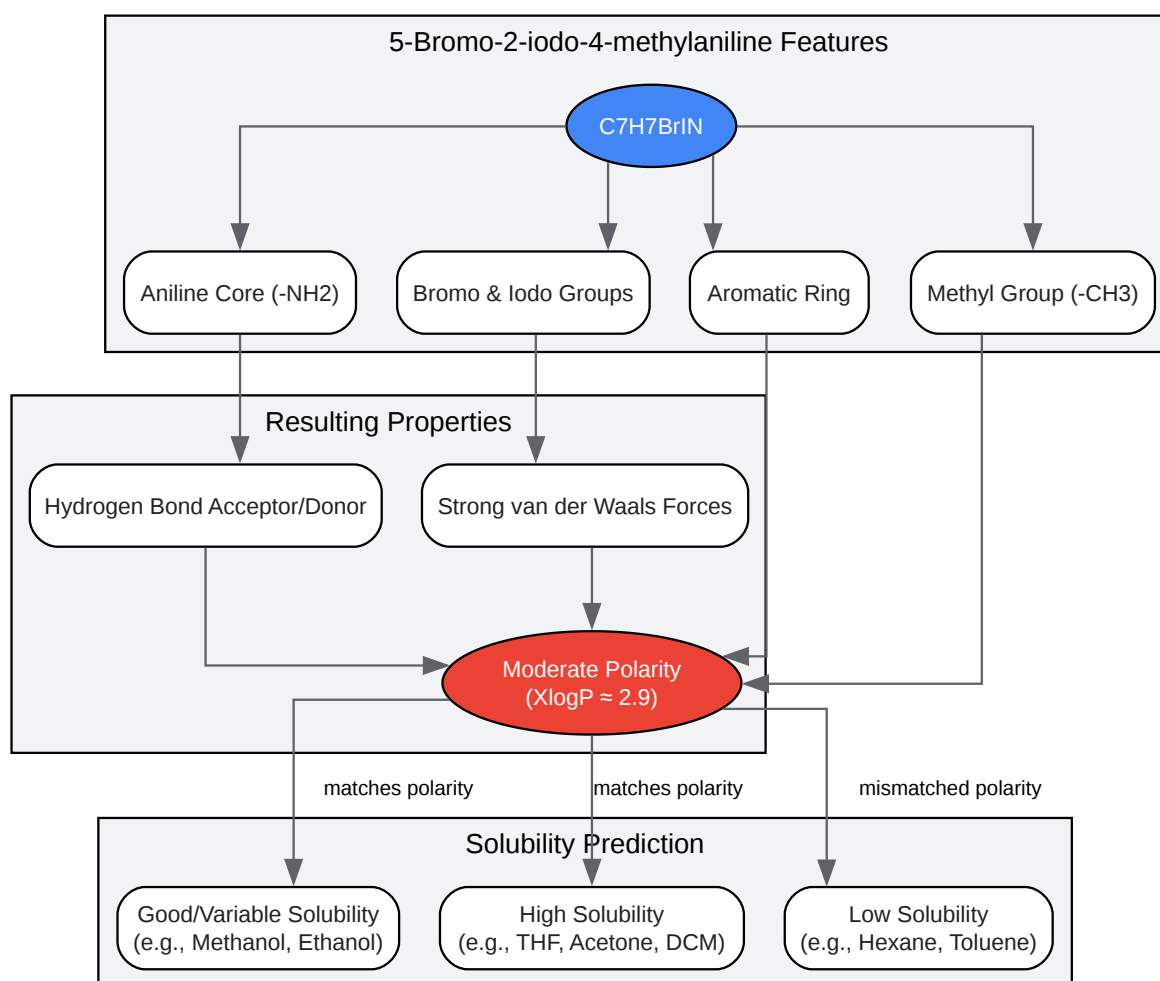 5-Bromo-2-iodo-4-methylaniline Features
C7H7BrIN
Aniline Core (-NH2)
Bromo & Iodo Groups
Aromatic Ring
Methyl Group (-CH3)
Resulting Properties
Hydrogen Bond Acceptor/Donor
Strong van der Waals Forces
Moderate Polarity
(XlogP ≈ 2.9)
matches polarity
matches polarity
mismatched polarity
Solubility Prediction
Good/Variable Solubility
(e.g., Methanol, Ethanol)
High Solubility
(e.g., THF, Acetone, DCM)
Low Solubility
(e.g., Hexane, Toluene)